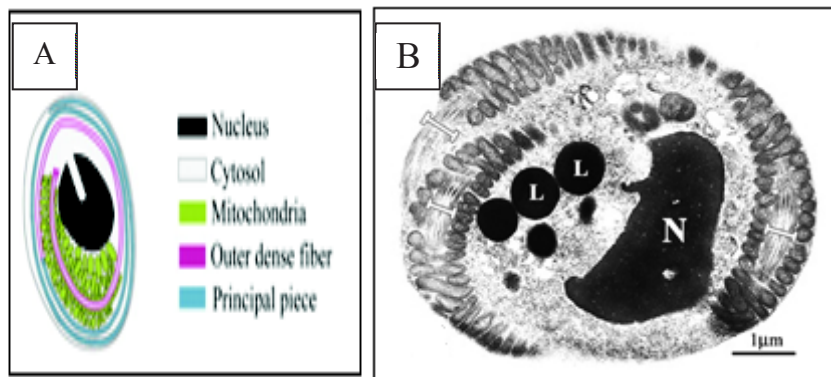 A
Nucleus
Cytosol
Mitochondria
Outer dense fiber
Principal piece
B
L
L
N
1μm